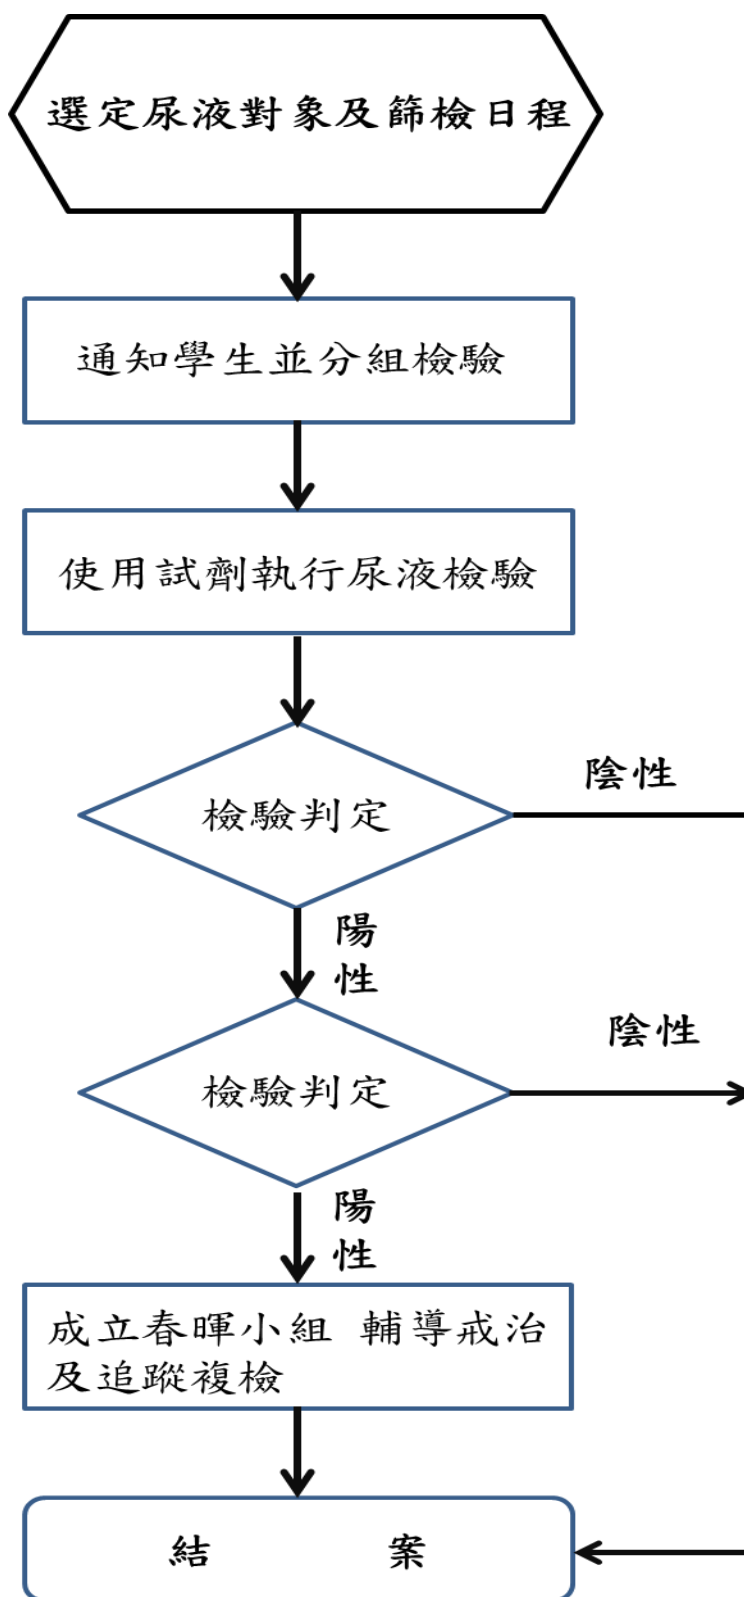 選定尿液對象及篩檢日程
通知學生並分組檢驗
使用試劑執行尿液檢驗
檢驗判定
陰性
陽
性
檢驗判定
陰性
陽
性
成立春暉小組 輔導戒治
及追蹤複檢
結 案